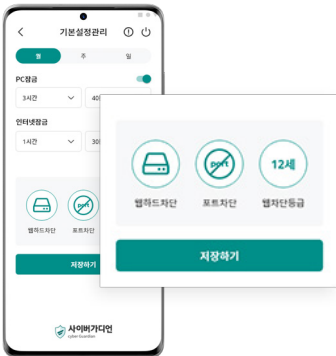 기본설정관리
월 주 일
PC잠금
3시간 40
인터넷잠금
1시간 30
port
웹하드차단 포트차단
저장하기
port 12세
웹하드차단 포트차단 웹차단등급
저장하기
사이버가디언
Cyber Guardian